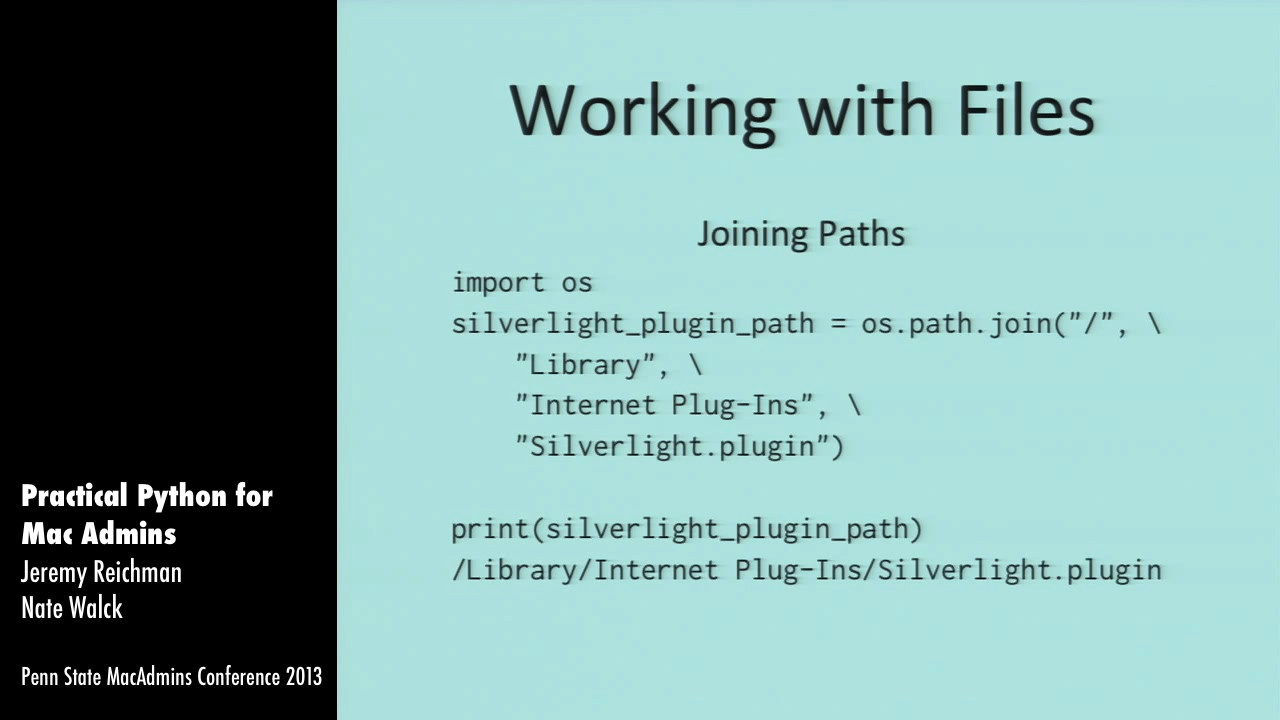 Working with Files
Joining Paths
import os
silverlight_plugin_path = os.path.join("/", \
"Library", \
"Internet Plug-Ins", \
"Silverlight.plugin")
print(silverlight_plugin_path)
/Library/Internet Plug-Ins/Silverlight.plugin
Practical Python for
Mac Admins
Jeremy Reichman
Nate Walck
Penn State MacAdmins Conference 2013